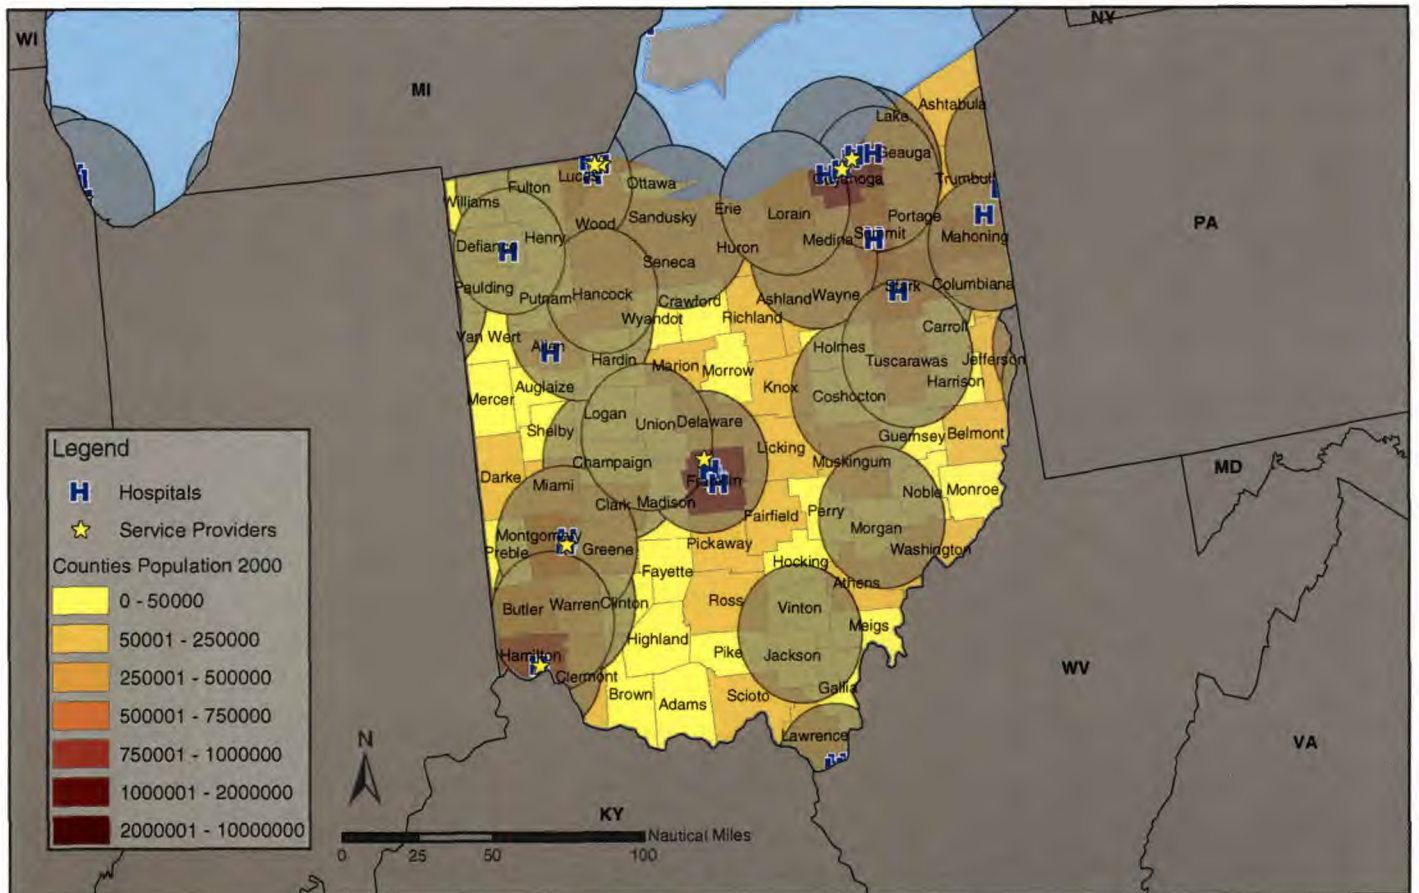 WI
NY
MI
Ashtabula
Lake
Geauga
Lucas
Fulton
Ottawa
Cuyahoga
Trumbull
Williams
Wood
Sandusky
Erie
Lorain
Portage
PA
Defiance
Henry
Huron
Medina
Summit
Mahoning
Seneca
Paulding
Putnam
Hancock
Crawford
Ashland
Wayne
Stark
Columbiana
Wyandot
Richland
Carroll
Van Wert
Allen
Hardin
Marion
Morrow
Holmes
Tuscarawas
Jefferson
Harrison
Mercer
Auglaize
Knox
Coshocton
Logan
Union
Delaware
Shelby
Guernsey
Belmont
Licking
Champaign
Muskingum
Darke
Miami
Franklin
Noble
Monroe
Clark
Madison
Fairfield
Perry
Morgan
Montgomery
Preble
Greene
Pickaway
Washington
Hocking
Fayette
Athens
Butler
Warren
Clinton
Ross
Vinton
Meigs
Highland
Pike
Jackson
Hamilton
Clermont
Gallia
Brown
Adams
Scioto
Lawrence
MD
WV
VA
KY
Legend
H Hospitals
Service Providers
Counties Population 2000
0 - 50000
50001 - 250000
250001 - 500000
500001 - 750000
750001 - 1000000
1000001 - 2000000
2000001 - 10000000
N
Nautical Miles
0 25 50 100